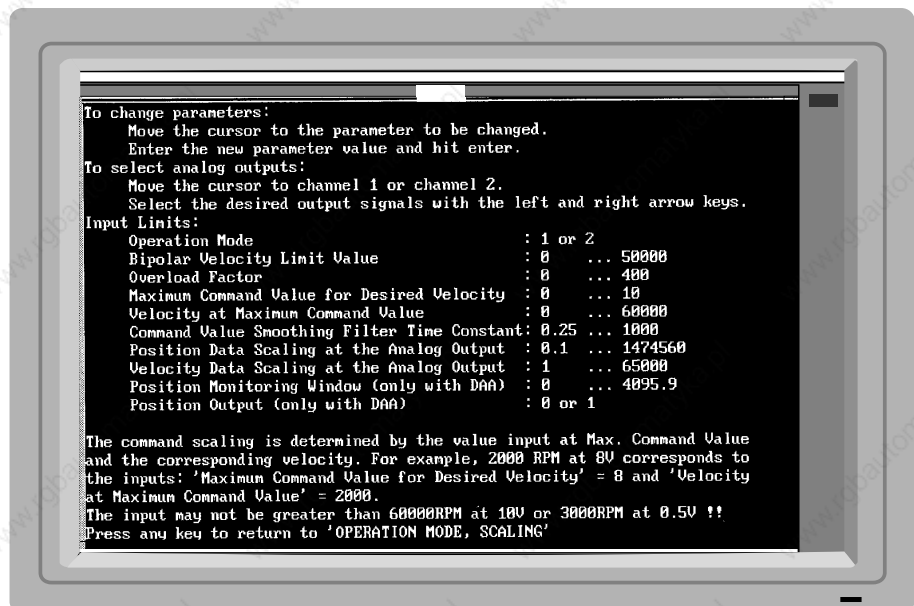 To change parameters:
Move the cursor to the parameter to be changed.
Enter the new parameter value and hit enter.
To select analog outputs:
Move the cursor to channel 1 or channel 2.
Select the desired output signals with the left and right arrow keys.
Input Limits:
Operation Mode : 1 or 2
Bipolar Velocity Limit Value : 0 ... 50000
Overload Factor : 0 ... 400
Maximum Command Value for Desired Velocity : 0 ... 10
Velocity at Maximum Command Value : 0 ... 60000
Command Value Smoothing Filter Time Constant: 0.25 ... 1000
Position Data Scaling at the Analog Output : 0.1 ... 1474560
Velocity Data Scaling at the Analog Output : 1 ... 65000
Position Monitoring Window (only with DAA) : 0 ... 4095.9
Position Output (only with DAA) : 0 or 1
The command scaling is determined by the value input at Max. Command Value
and the corresponding velocity. For example, 2000 RPM at 8V corresponds to
the inputs: 'Maximum Command Value for Desired Velocity' = 8 and 'Velocity
at Maximum Command Value' = 2000.
The input may not be greater than 60000RPM at 10V or 3000RPM at 0.5V !!
Press any key to return to 'OPERATION MODE, SCALING'